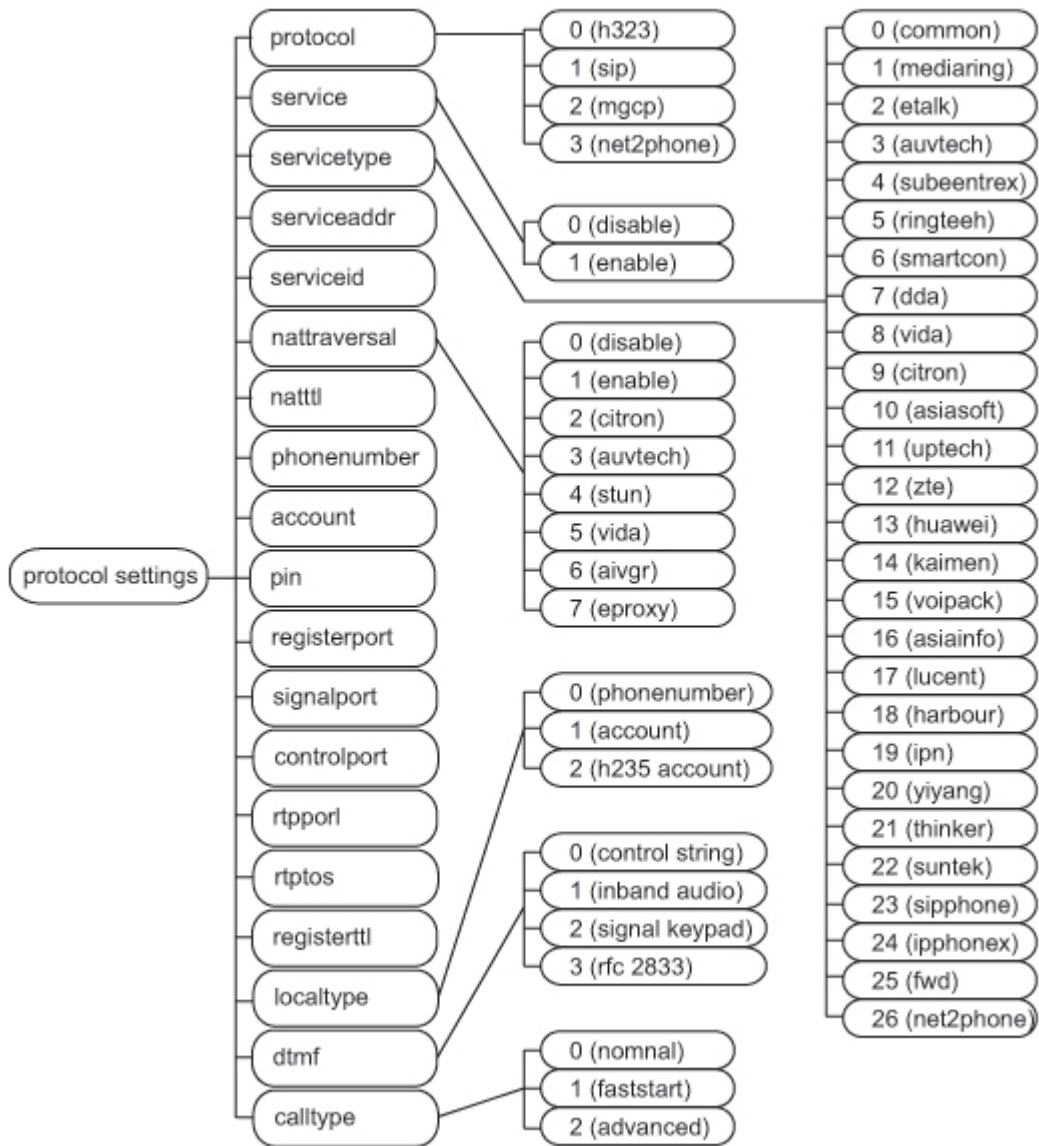 protocol settings
protocol
service
servicetype
serviceaddr
serviceid
nattraversal
natttl
phonenumber
account
pin
registerport
signalport
controlport
rtpporl
rtptos
registerttl
localtype
dtmf
calltype
0 (h323)
1 (sip)
2 (mgcp)
3 (net2phone)
0 (disable)
1 (enable)
0 (disable)
1 (enable)
2 (citron)
3 (auvtech)
4 (stun)
5 (vida)
6 (aivgr)
7 (eproxy)
0 (phonenumber)
1 (account)
2 (h235 account)
0 (control string)
1 (inband audio)
2 (signal keypad)
3 (rfc 2833)
0 (nomnal)
1 (faststart)
2 (advanced)
0 (common)
1 (mediaring)
2 (etalk)
3 (auvtech)
4 (subeentrex)
5 (ringteeh)
6 (smartcon)
7 (dda)
8 (vida)
9 (citron)
10 (asiasoft)
11 (uptech)
12 (zte)
13 (huawei)
14 (kaimen)
15 (voipack)
16 (asiainfo)
17 (lucent)
18 (harbour)
19 (ipn)
20 (yiyang)
21 (thinker)
22 (suntek)
23 (sipphone)
24 (ipphonex)
25 (fwd)
26 (net2phone)